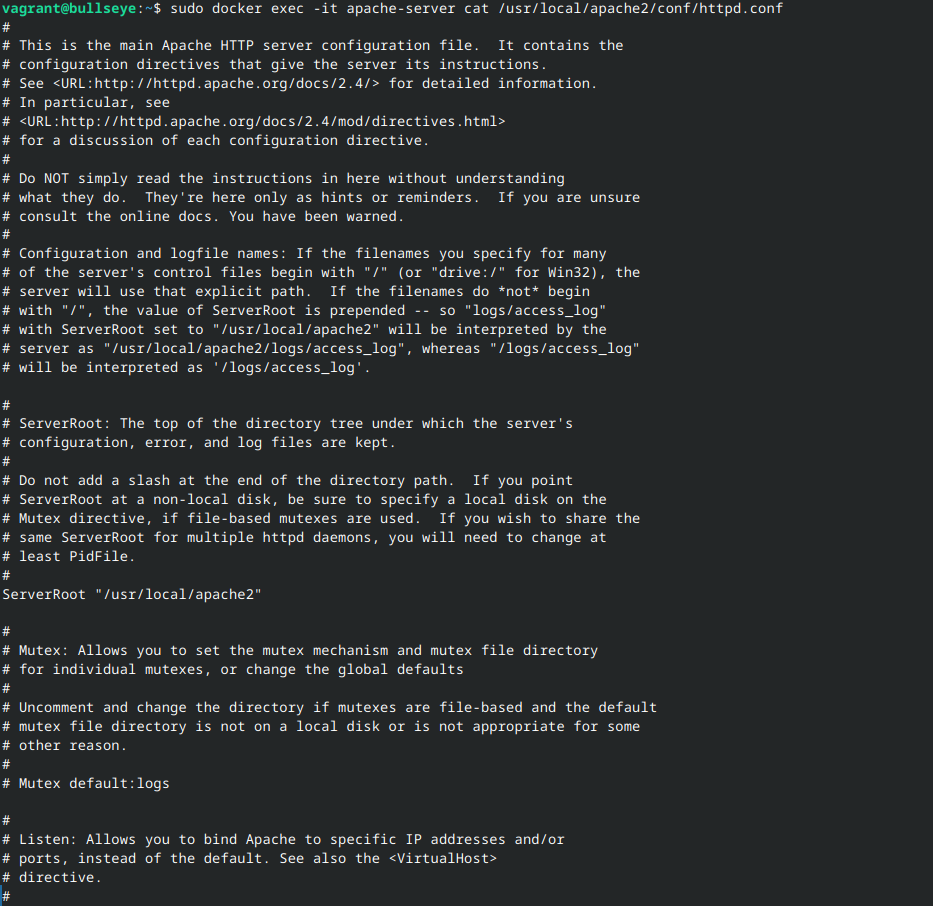 vagrant@bullseye:~$ sudo docker exec -it apache-server cat /usr/local/apache2/conf/httpd.conf
#
# This is the main Apache HTTP server configuration file.  It contains the
# configuration directives that give the server its instructions.
# See <URL:http://httpd.apache.org/docs/2.4/> for detailed information.
# In particular, see
# <URL:http://httpd.apache.org/docs/2.4/mod/directives.html>
# for a discussion of each configuration directive.
#
# Do NOT simply read the instructions in here without understanding
# what they do.  They're here only as hints or reminders.  If you are unsure
# consult the online docs. You have been warned.
#
# Configuration and logfile names: If the filenames you specify for many
# of the server's control files begin with "/" (or "drive:/" for Win32), the
# server will use that explicit path.  If the filenames do *not* begin
# with "/", the value of ServerRoot is prepended -- so "logs/access_log"
# with ServerRoot set to "/usr/local/apache2" will be interpreted by the
# server as "/usr/local/apache2/logs/access_log", whereas "/logs/access_log"
# will be interpreted as '/logs/access_log'.

#
# ServerRoot: The top of the directory tree under which the server's
# configuration, error, and log files are kept.
#
# Do not add a slash at the end of the directory path.  If you point
# ServerRoot at a non-local disk, be sure to specify a local disk on the
# Mutex directive, if file-based mutexes are used.  If you wish to share the
# same ServerRoot for multiple httpd daemons, you will need to change at
# least PidFile.
#
ServerRoot "/usr/local/apache2"

#
# Mutex: Allows you to set the mutex mechanism and mutex file directory
# for individual mutexes, or change the global defaults
#
# Uncomment and change the directory if mutexes are file-based and the default
# mutex file directory is not on a local disk or is not appropriate for some
# other reason.
#
# Mutex default:logs

#
# Listen: Allows you to bind Apache to specific IP addresses and/or
# ports, instead of the default. See also the <VirtualHost>
# directive.
#